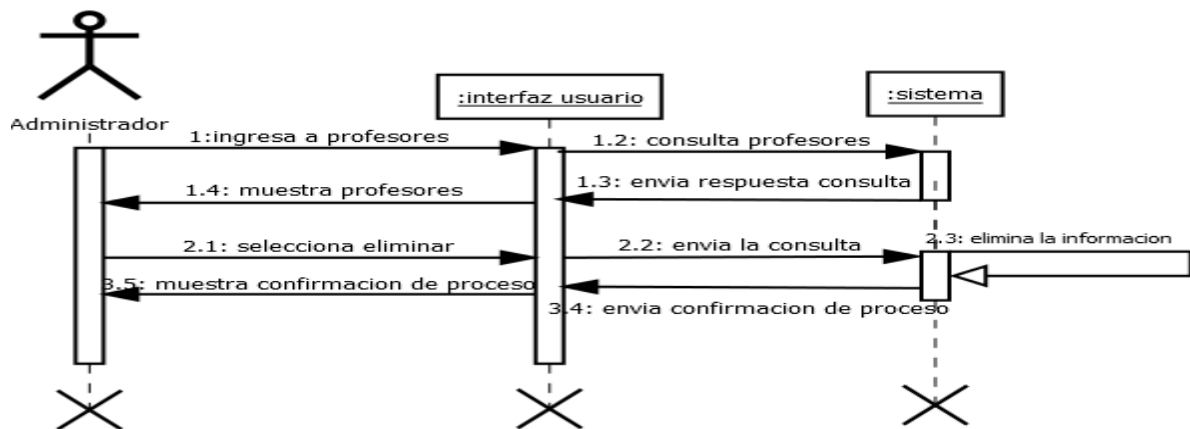 :interfaz usuario
:sistema
Administrador
1:ingresa a profesores
1.2: consulta profesores
1.3: envia respuesta consulta
1.4: muestra profesores
2.1: selecciona eliminar
2.2: envia la consulta
2.3: elimina la informacion
3.5: muestra confirmacion de proceso
3.4: envia confirmacion de proceso